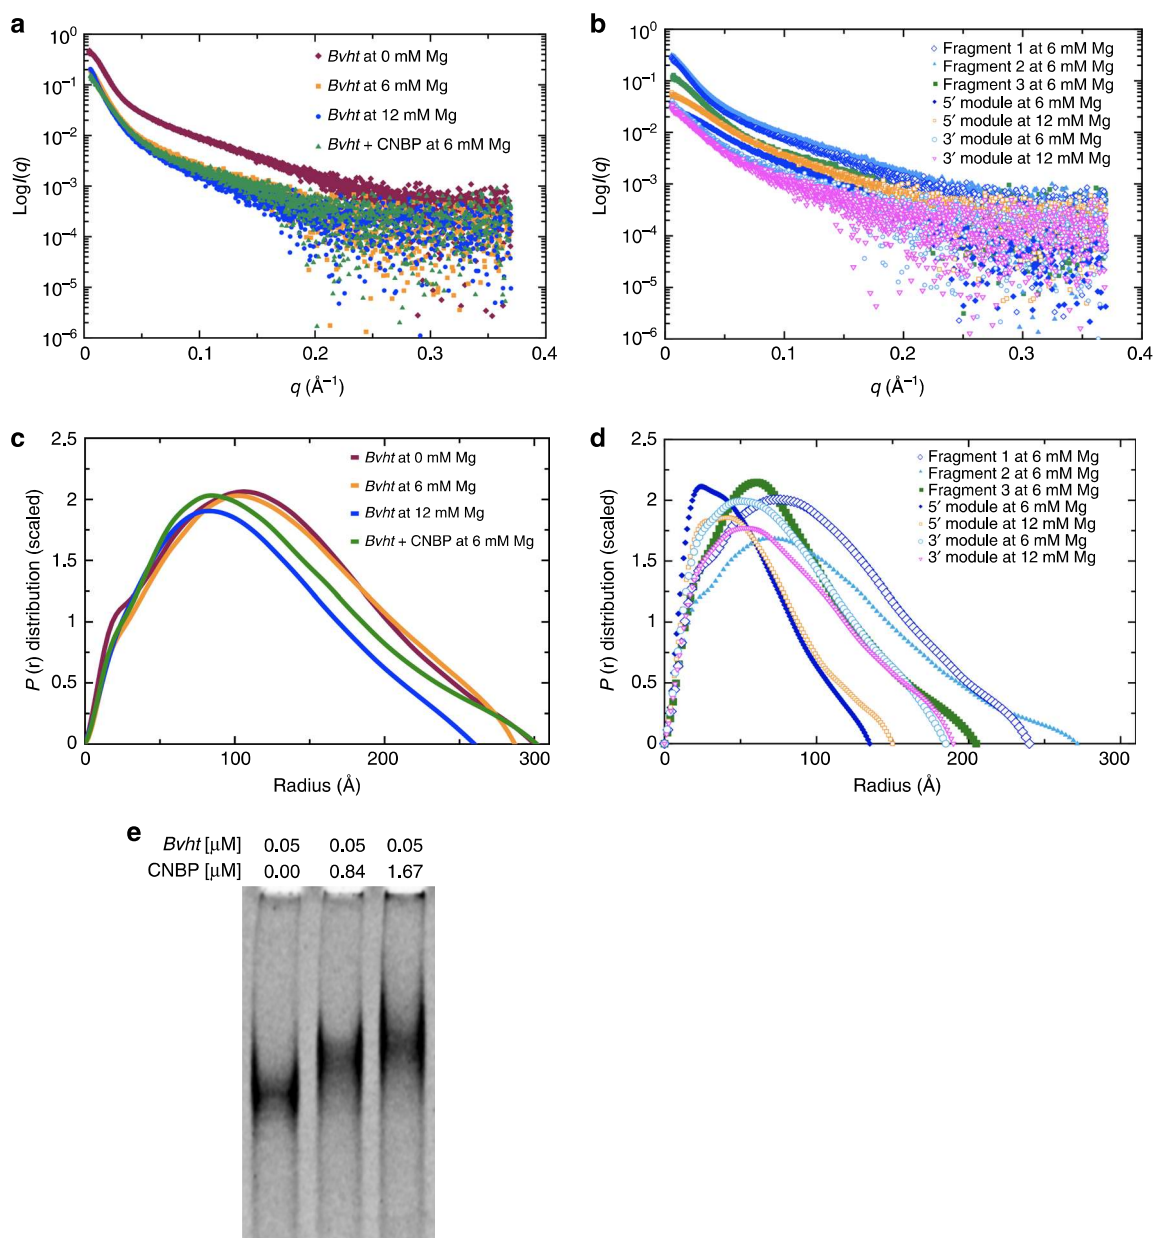 a
10⁰
10⁻¹
10⁻²
10⁻³
10⁻⁴
10⁻⁵
10⁻⁶
LogI(q)
0 0.1 0.2 0.3 0.4
q (Å⁻¹)
Bvht at 0 mM Mg
Bvht at 6 mM Mg
Bvht at 12 mM Mg
Bvht + CNBP at 6 mM Mg
b
10⁰
10⁻¹
10⁻²
10⁻³
10⁻⁴
10⁻⁵
10⁻⁶
LogI(q)
0 0.1 0.2 0.3 0.4
q (Å⁻¹)
Fragment 1 at 6 mM Mg
Fragment 2 at 6 mM Mg
Fragment 3 at 6 mM Mg
5′ module at 6 mM Mg
5′ module at 12 mM Mg
3′ module at 6 mM Mg
3′ module at 12 mM Mg
c
2.5
2
1.5
1
0.5
0
P (r) distribution (scaled)
0 100 200 300
Radius (Å)
Bvht at 0 mM Mg
Bvht at 6 mM Mg
Bvht at 12 mM Mg
Bvht + CNBP at 6 mM Mg
d
2.5
2
1.5
1
0.5
0
P (r) distribution (scaled)
0 100 200 300
Radius (Å)
Fragment 1 at 6 mM Mg
Fragment 2 at 6 mM Mg
Fragment 3 at 6 mM Mg
5′ module at 6 mM Mg
5′ module at 12 mM Mg
3′ module at 6 mM Mg
3′ module at 12 mM Mg
e
Bvht [μM] 0.05 0.05 0.05
CNBP [μM] 0.00 0.84 1.67